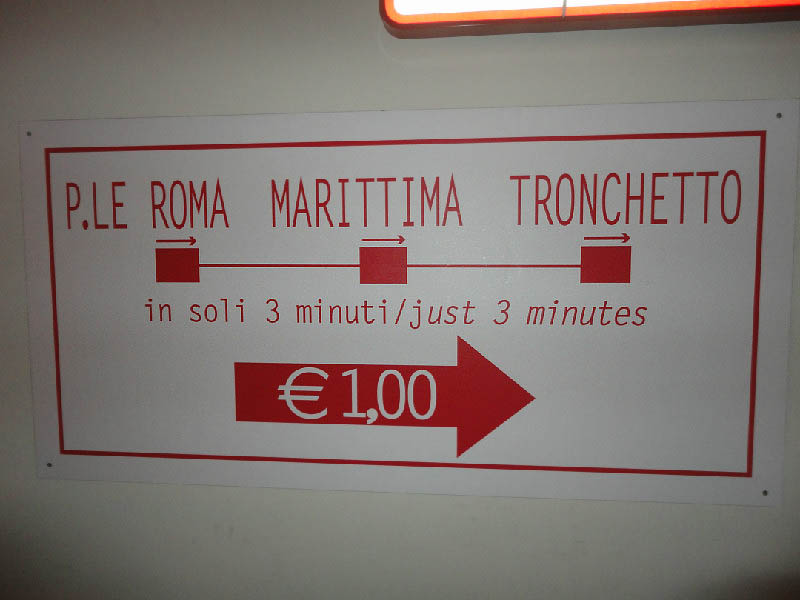 P.LE ROMA MARITTIMA TRONCHETTO
in soli 3 minuti/just 3 minutes
€ 1,00